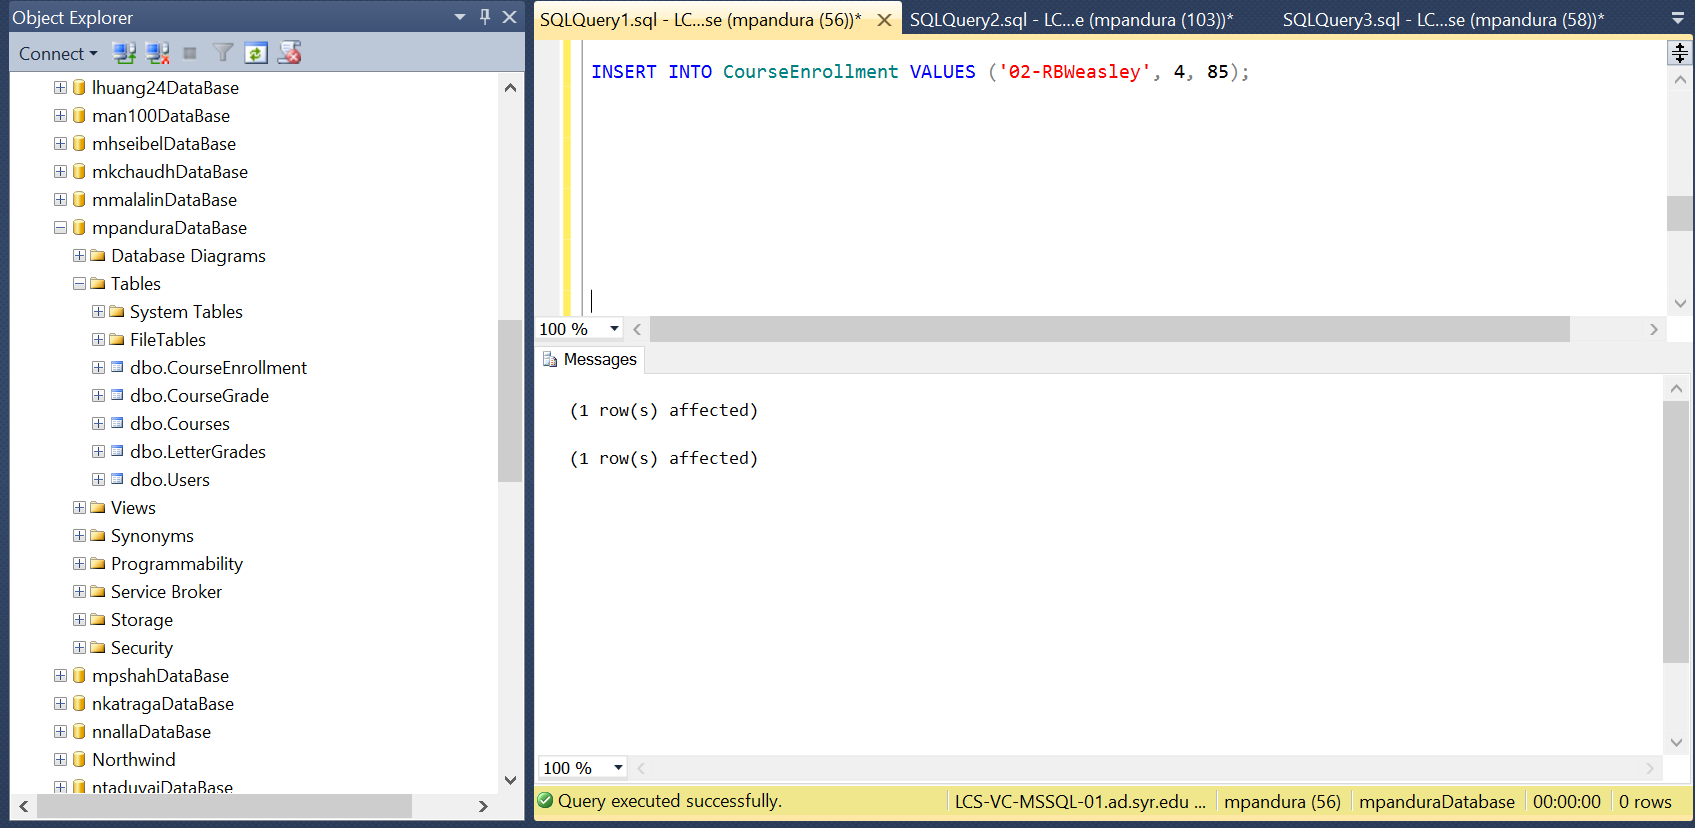 Object Explorer
Connect
lhuang24DataBase
man100DataBase
mhseibelDataBase
mkchaudhDataBase
mmalalinDataBase
mpanduraDataBase
Database Diagrams
Tables
System Tables
FileTables
dbo.CourseEnrollment
dbo.CourseGrade
dbo.Courses
dbo.LetterGrades
dbo.Users
Views
Synonyms
Programmability
Service Broker
Storage
Security
mpshahDataBase
nkatragaDataBase
nnallaDataBase
Northwind
ntaduvaiDataBase
SQLQuery1.sql - LC...se (mpandura (56))* SQLQuery2.sql - LC...e (mpandura (103))* SQLQuery3.sql - LC...se (mpandura (58))*
INSERT INTO CourseEnrollment VALUES ('02-RBWeasley', 4, 85);
100 %
Messages
(1 row(s) affected)
(1 row(s) affected)
100 %
Query executed successfully. LCS-VC-MSSQL-01.ad.syr.edu ... mpandura (56) mpanduraDatabase 00:00:00 0 rows